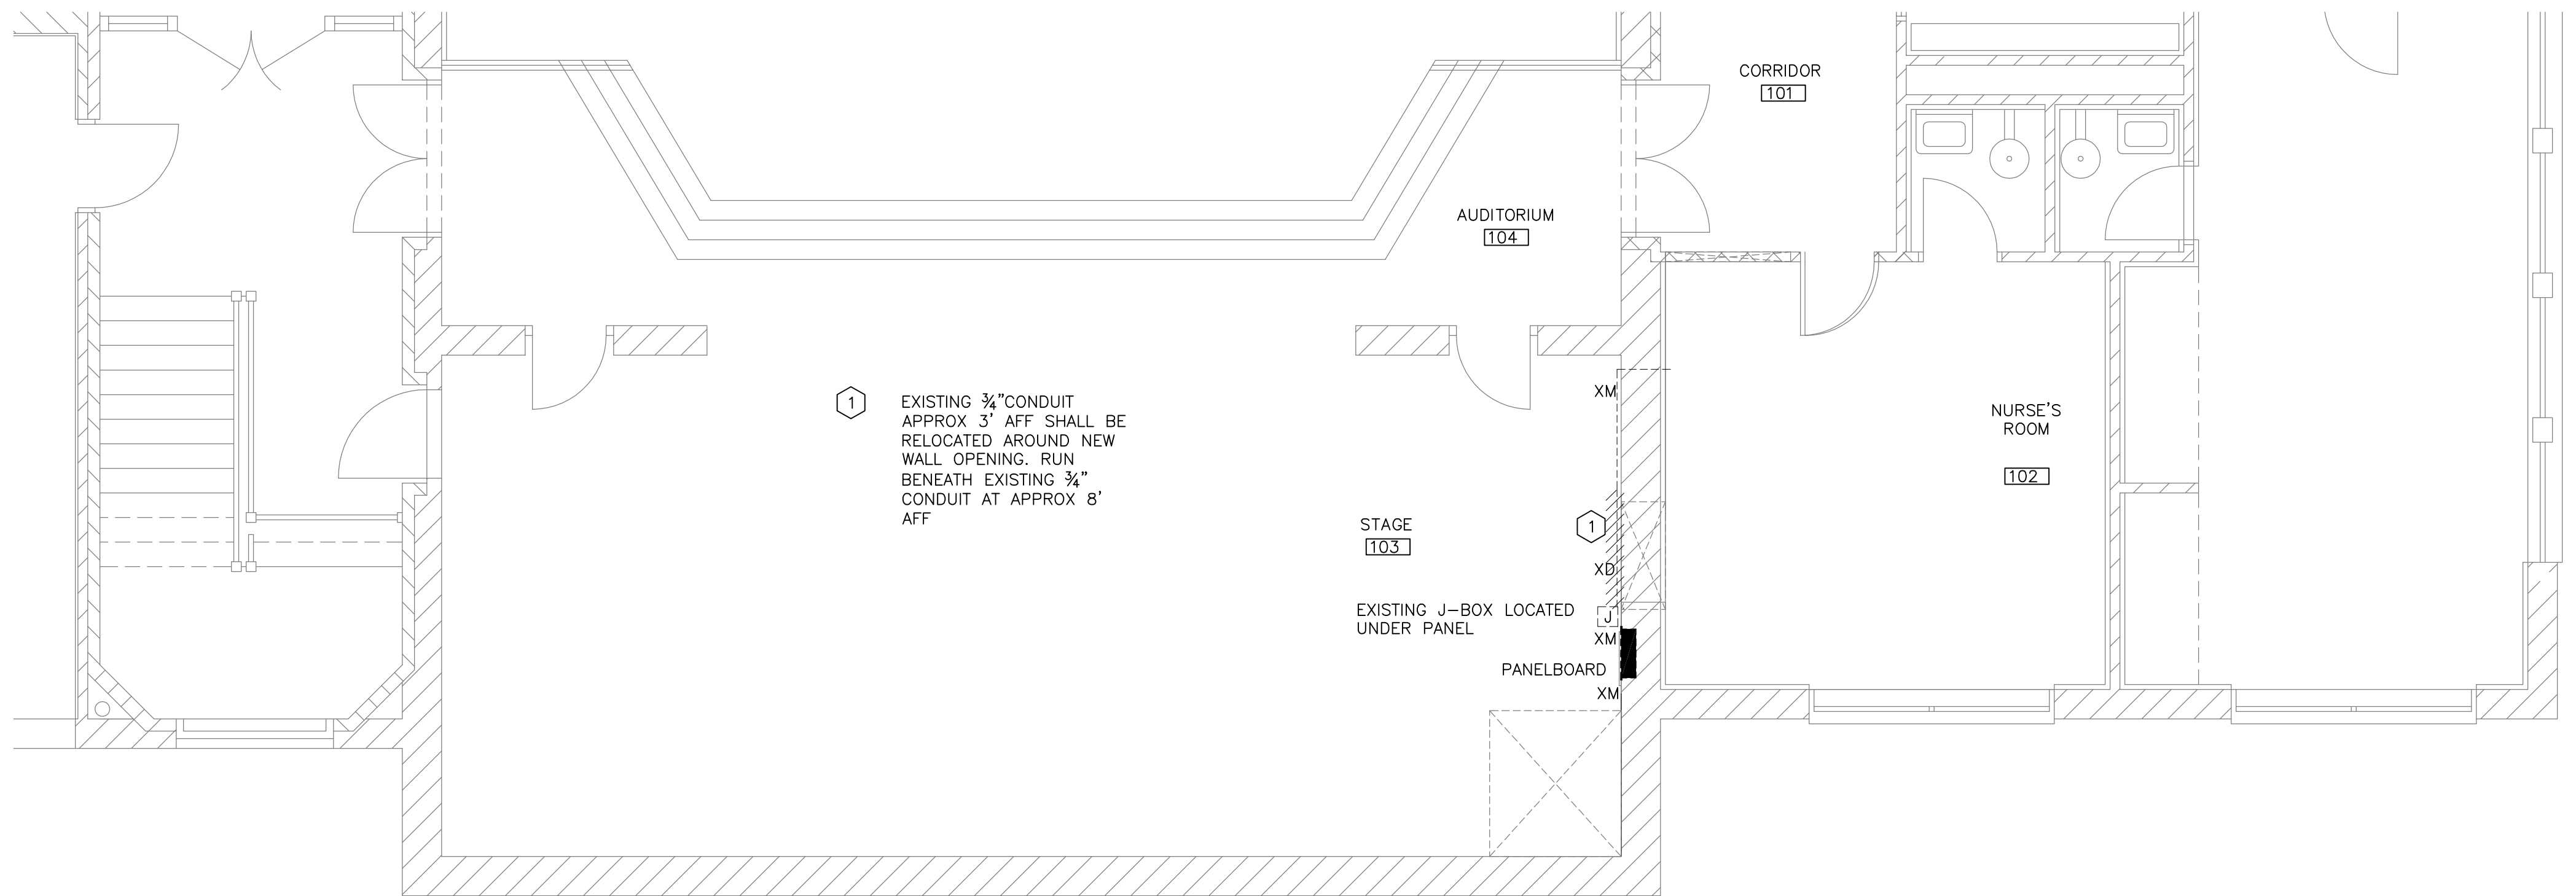 CORRIDOR
101
AUDITORIUM
104
1
EXISTING ¾"CONDUIT
APPROX 3' AFF SHALL BE
RELOCATED AROUND NEW
WALL OPENING. RUN
BENEATH EXISTING ¾"
CONDUIT AT APPROX 8'
AFF
XM
NURSE'S
ROOM
102
STAGE
103
1
XD
EXISTING J-BOX LOCATED
UNDER PANEL
J
XM
PANELBOARD
XM